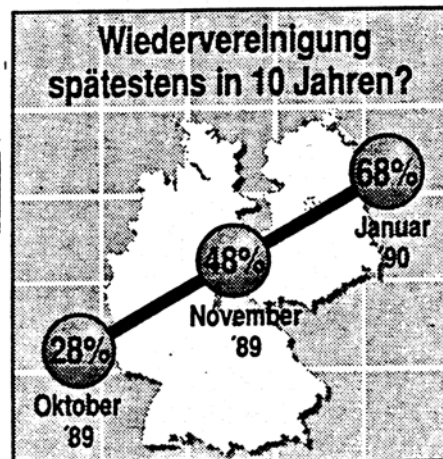 Wiedervereinigung
spätestens in 10 Jahren?
68%
Januar
'90
48%
November
'89
28%
Oktober
'89